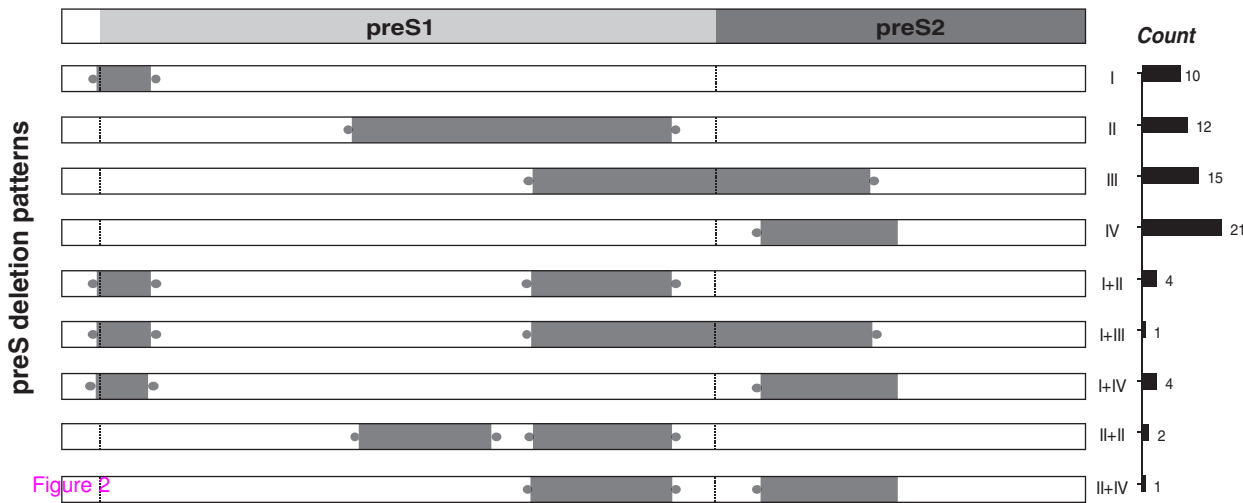 preS1 preS2
Count
preS deletion patterns
I 10
II 12
III 15
IV 21
I+II 4
I+III 1
I+IV 4
II+II 2
II+IV 1
Figure 2